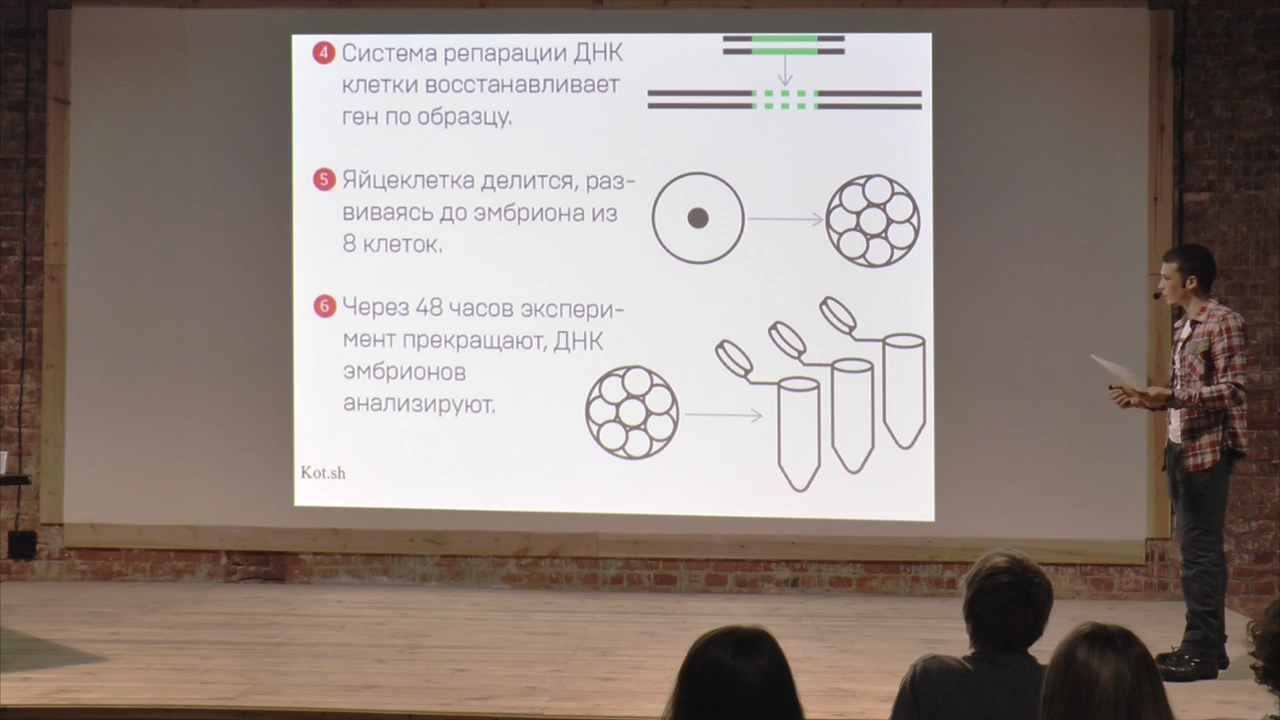 4 Система репарации ДНК
клетки восстанавливает
ген по образцу.
5 Яйцеклетка делится, раз-
виваясь до эмбриона из
8 клеток.
6 Через 48 часов экспери-
мент прекращают, ДНК
эмбрионов
анализируют.
Kot.sh